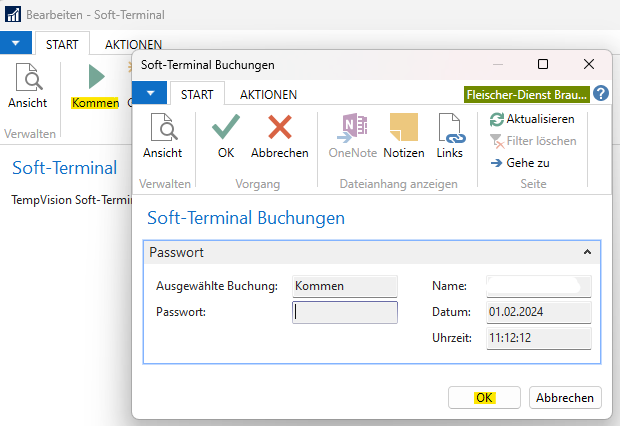 Bearbeiten - Soft-Terminal
START AKTIONEN
Ansicht
Kommen
Verwalten
Soft-Terminal
TempVision Soft-Termin
Soft-Terminal Buchungen
START AKTIONEN
Fleischer-Dienst Brau...
Ansicht
OK
Abbrechen
OneNote
Notizen
Links
Aktualisieren
Filter löschen
Gehe zu
Verwalten
Vorgang
Dateianhang anzeigen
Seite
Soft-Terminal Buchungen
Passwort
Ausgewählte Buchung: Kommen
Name:
Passwort:
Datum: 01.02.2024
Uhrzeit: 11:12:12
OK
Abbrechen